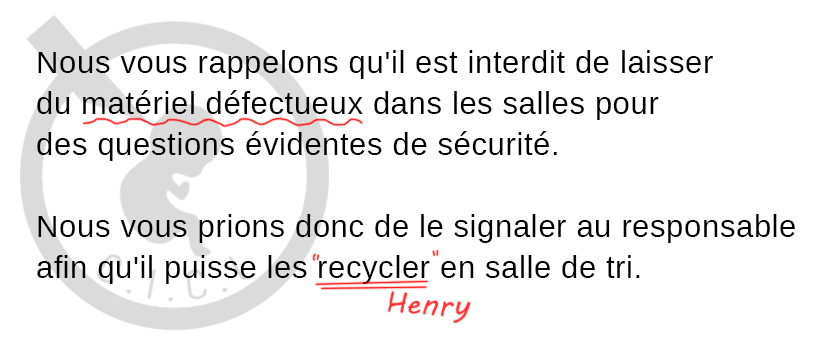 Nous vous rappelons qu'il est interdit de laisser
du matériel défectueux dans les salles pour
des questions évidentes de sécurité.
Nous vous prions donc de le signaler au responsable
afin qu'il puisse les "recycler" en salle de tri.
Henry